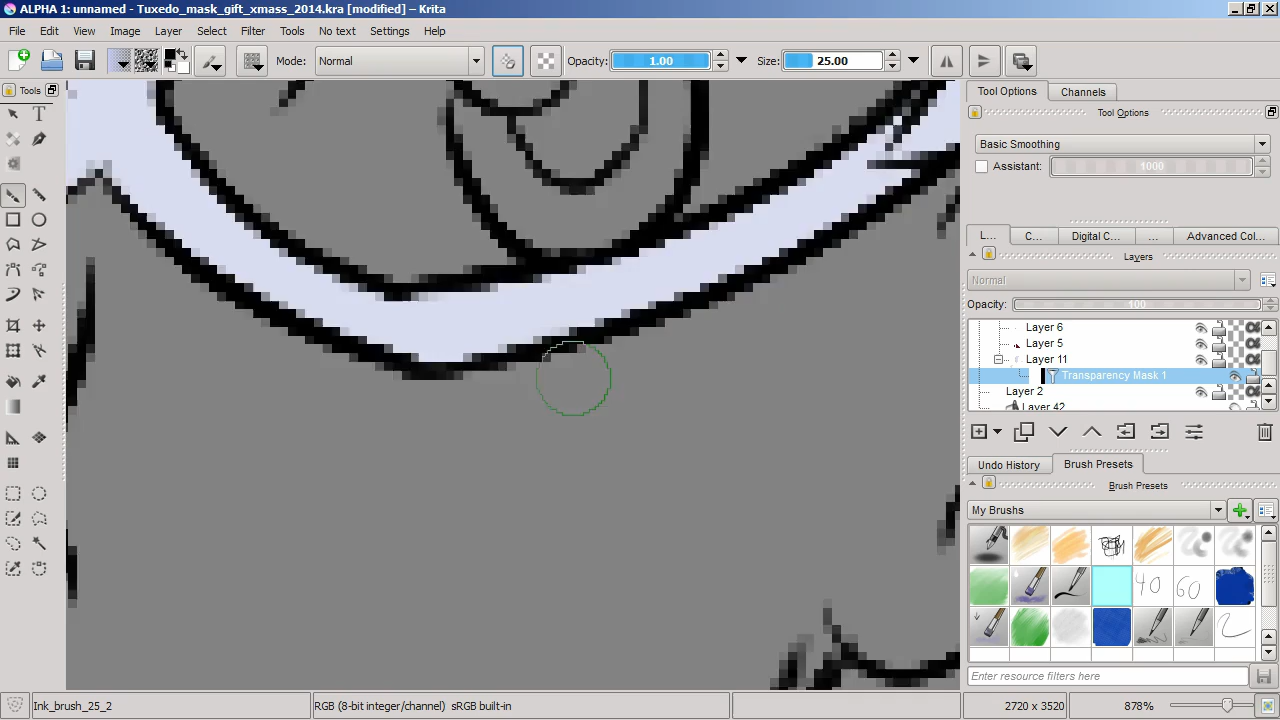 ALPHA 1: unnamed - Tuxedo_mask_gift_xmass_2014.kra [modified] - Krita
File Edit View Image Layer Select Filter Tools No text Settings Help
Mode: Normal Opacity: 1.00 Size: 25.00
Tools
Tool Options Channels
Tool Options
Basic Smoothing
Assistant: 1000
L... C... Digital C... ... Advanced Col...
Layers
Normal
Opacity: 100
Layer 6
Layer 5
Layer 11
Transparency Mask 1
Layer 2
Layer 42
Undo History Brush Presets
Brush Presets
My Brushes
40 60
Enter resource filters here
Ink_brush_25_2 RGB (8-bit integer/channel) sRGB built-in 2720 x 3520 878%